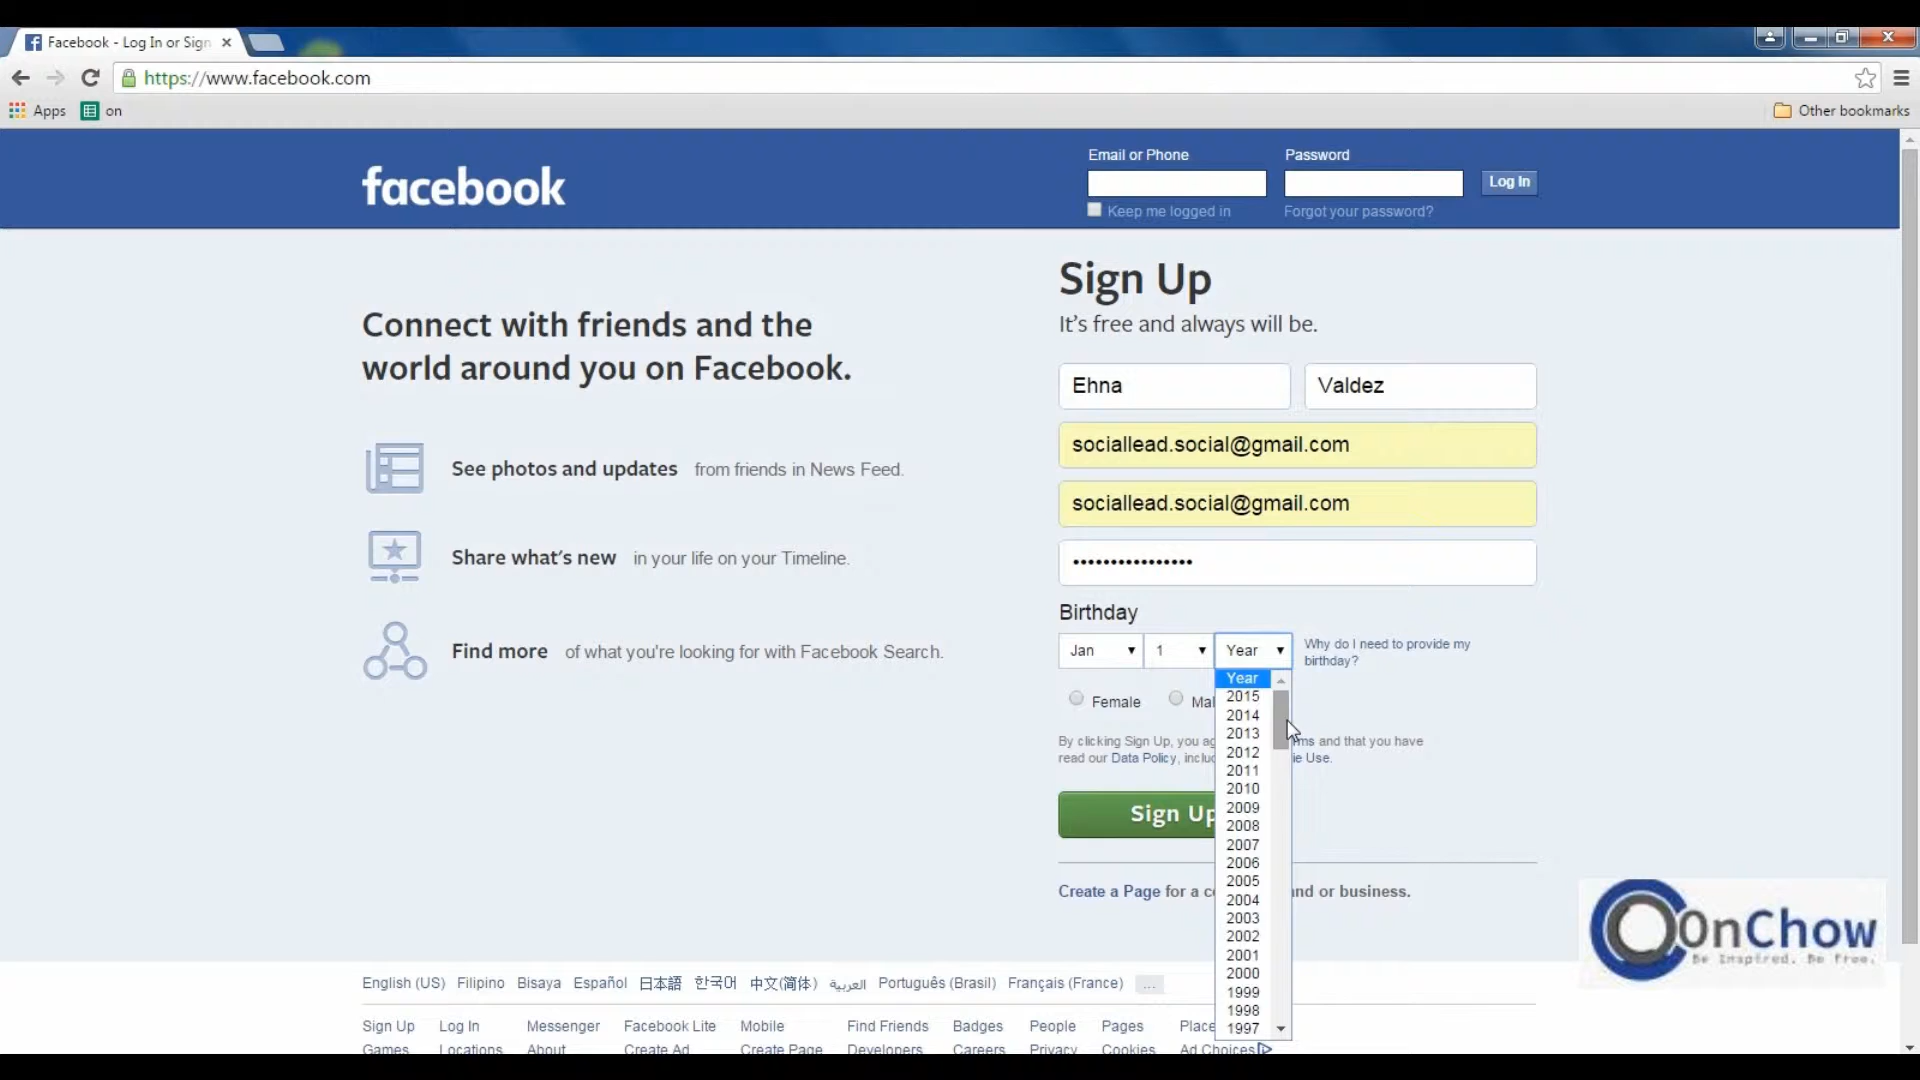 Facebook - Log In or Sign
https://www.facebook.com
Apps on Other bookmarks
facebook
Email or Phone Password
Log In
Keep me logged in Forgot your password?
Sign Up
It's free and always will be.
Connect with friends and the
world around you on Facebook.
Ehna Valdez
sociallead.social@gmail.com
sociallead.social@gmail.com
See photos and updates from friends in News Feed.
Share what's new in your life on your Timeline.
Find more of what you're looking for with Facebook Search.
Birthday
Jan 1 Year
Why do I need to provide my
birthday?
Female
Year
2015
2014
2013
2012
2011
2010
2009
2008
2007
2006
2005
2004
2003
2002
2001
2000
1999
1998
1997
By clicking Sign Up, you and that you have
read our Data Policy, Use.
Sign Up
Create a Page for a or business.
OnChow
Be Inspired. Be Free.
English (US) Filipino Bisaya Español 日本語 한국어 中文(简体) العربية Português (Brasil) Français (France) ...
Sign Up Log In Messenger Facebook Lite Mobile Find Friends Badges People Pages
Games Locations About Create Ad Create Page Developers Careers Privacy Cookies Ad Choices